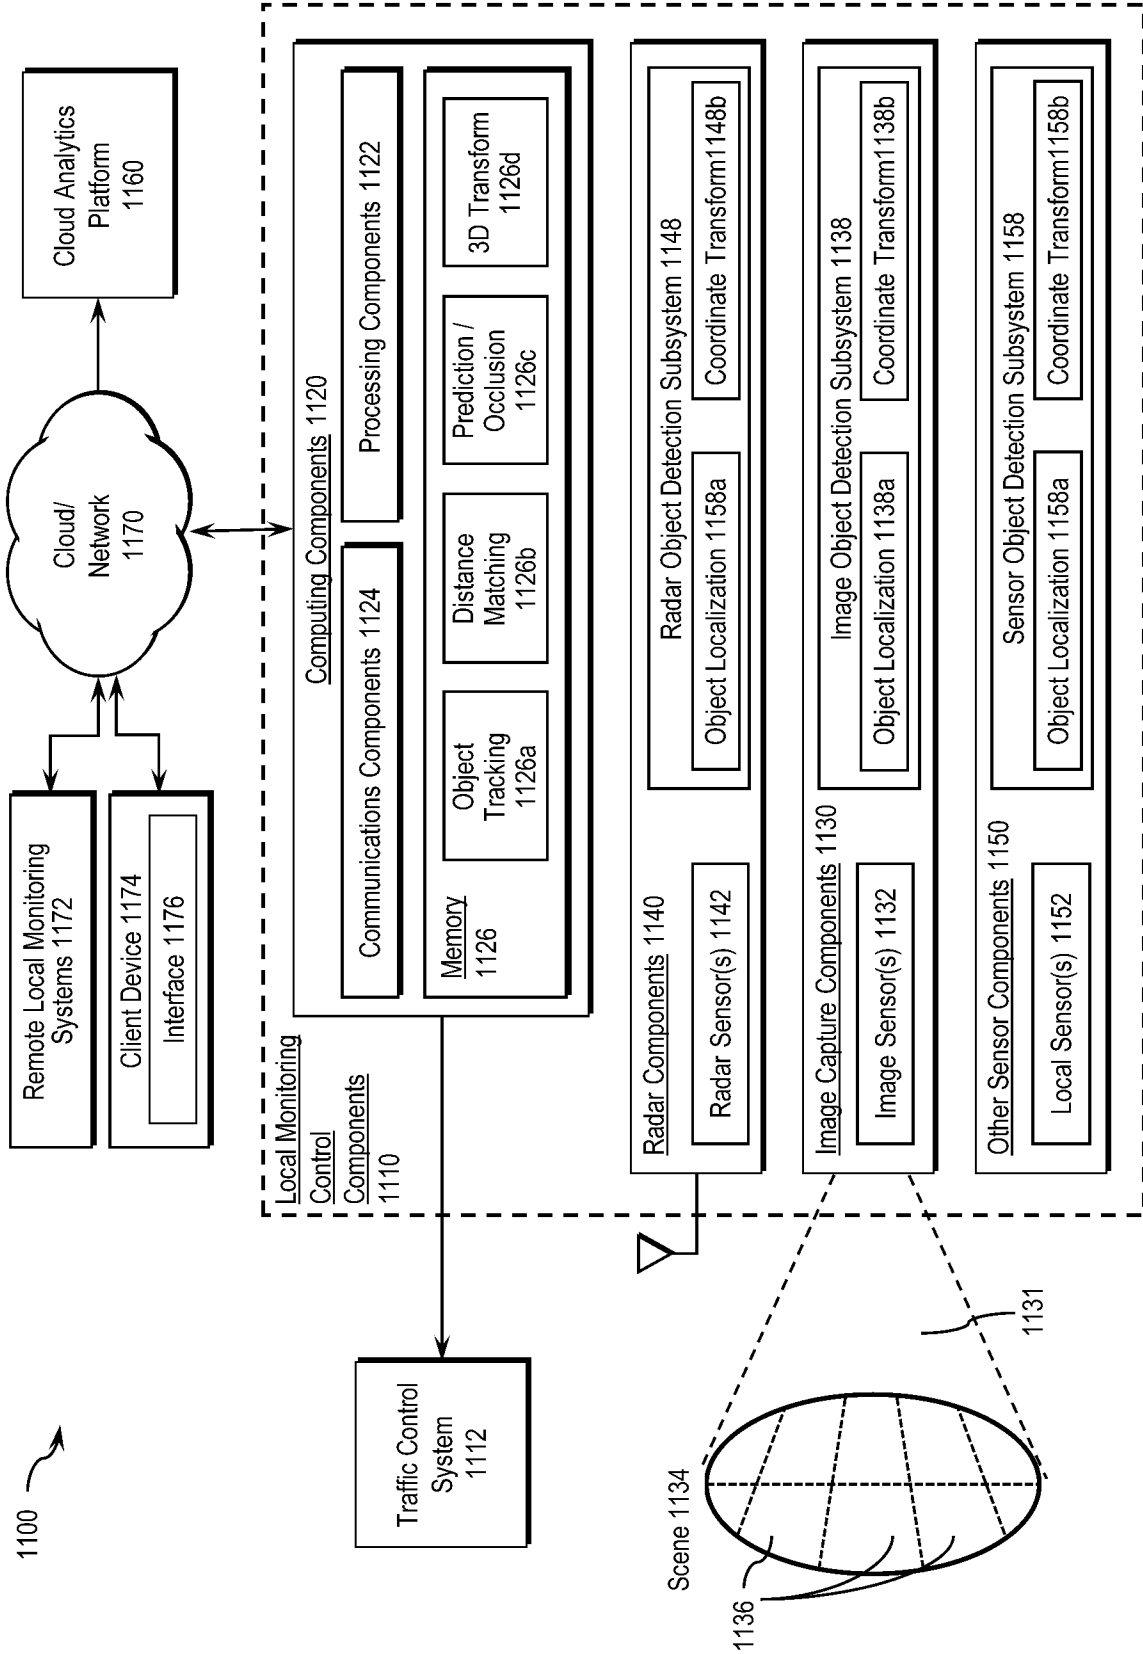 1100
Remote Local Monitoring
Systems 1172
Client Device 1174
Interface 1176
Cloud/
Network
1170
Cloud Analytics
Platform
1160
Traffic Control
System
1112
Local Monitoring
Control
Components
1110
Computing Components 1120
Communications Components 1124
Processing Components 1122
Memory
1126
Object
Tracking
1126a
Distance
Matching
1126b
Prediction /
Occlusion
1126c
3D Transform
1126d
Radar Components 1140
Radar Sensor(s) 1142
Radar Object Detection Subsystem 1148
Object Localization 1158a
Coordinate Transform1148b
Image Capture Components 1130
Image Sensor(s) 1132
Image Object Detection Subsystem 1138
Object Localization 1138a
Coordinate Transform1138b
Other Sensor Components 1150
Local Sensor(s) 1152
Sensor Object Detection Subsystem 1158
Object Localization 1158a
Coordinate Transform1158b
Scene 1134
1136
1131